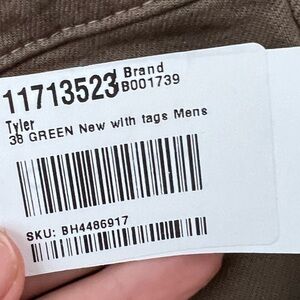 11713523 Brand
B001739
Tyler
38 GREEN New with tags Mens
SKU: BH4486917